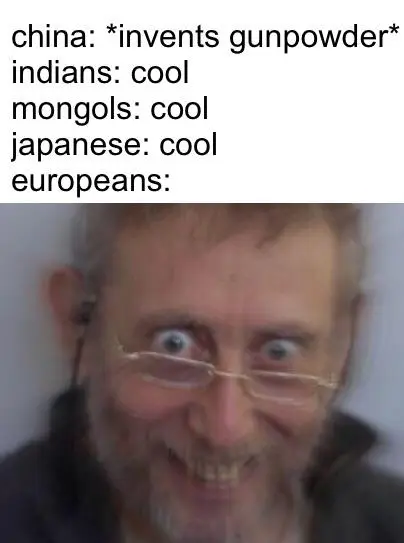 china: *invents gunpowder*
indians: cool
mongols: cool
japanese: cool
europeans: